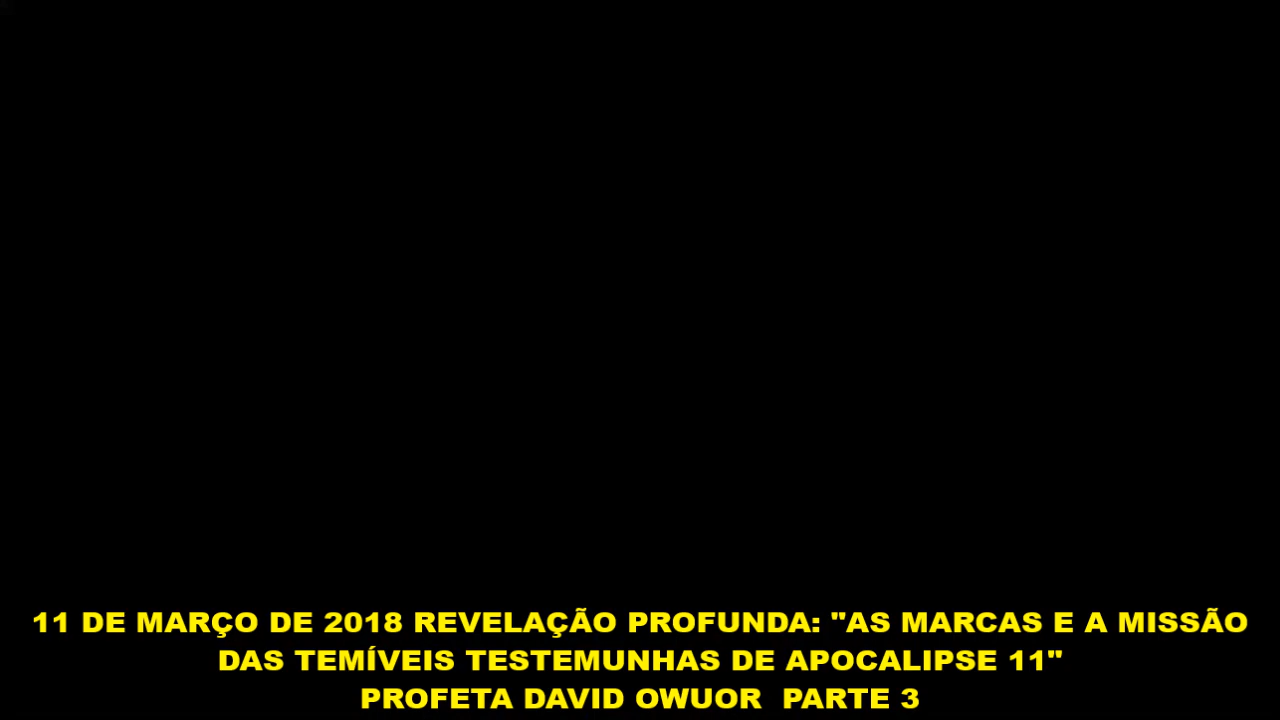 11 DE MARÇO DE 2018 REVELAÇÃO PROFUNDA: "AS MARCAS E A MISSÃO
DAS TEMÍVEIS TESTEMUNHAS DE APOCALIPSE 11"
PROFETA DAVID OWUOR PARTE 3